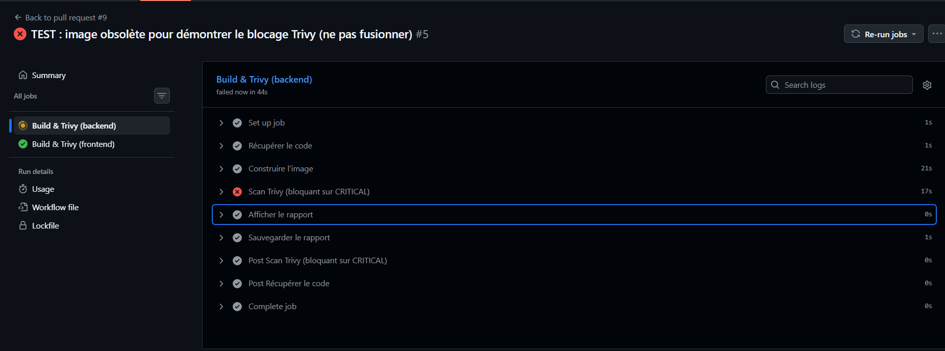 Back to pull request #9
TEST : image obsolète pour démontrer le blocage Trivy (ne pas fusionner) #5
Re-run jobs
Summary
All jobs
Build & Trivy (backend)
Build & Trivy (frontend)
Run details
Usage
Workflow file
Lockfile
Build & Trivy (backend)
failed now in 44s
Search logs
Set up job 1s
Récupérer le code 1s
Construire l'image 21s
Scan Trivy (bloquant sur CRITICAL) 17s
Afficher le rapport 0s
Sauvegarder le rapport 1s
Post Scan Trivy (bloquant sur CRITICAL) 0s
Post Récupérer le code 0s
Complete job 0s